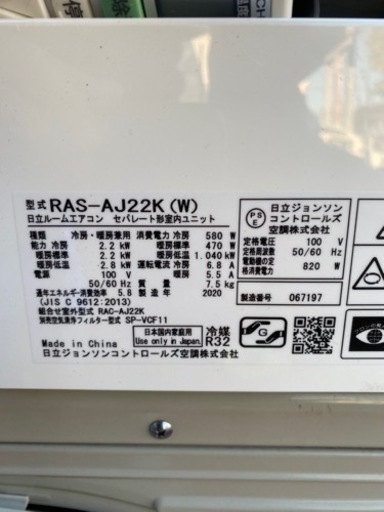 停
除
CH
型式 RAS-AJ22K(W)
日立ルームエアコン セパレート形室内ユニット
種類 冷房・暖房兼用 消費電力 冷房 580 W
能力 冷房 2.2 kW 暖房標準 470 W
暖房標準 2.2 kW 暖房低温 1.040 kW
暖房低温 2.8 kW 運転電流 冷房 6.8 A
電源 100 V 暖房 5.5 A
50/60 Hz 質量 7.5 kg
通年エネルギー消費効率 5.8 製造年 2020
(JIS C 9612:2013)
組合せ室外型式 RAC-AJ22K
別売空気清浄フィルター型式 SP-VCF11
Made in China
日本国内家庭用
Use only in Japan.
冷媒
R32
日立ジョンソンコントロールズ空調株式会社
P
S
E
日立ジョンソン
コントロールズ
空調株式会社
定格電圧 100 V
定格周波数 50/60 Hz
電動機の定
格消費電力 820 W
製造番号 067197
G